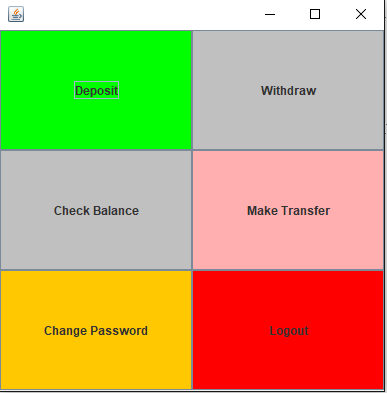 Deposit
Withdraw
Check Balance
Make Transfer
Change Password
Logout